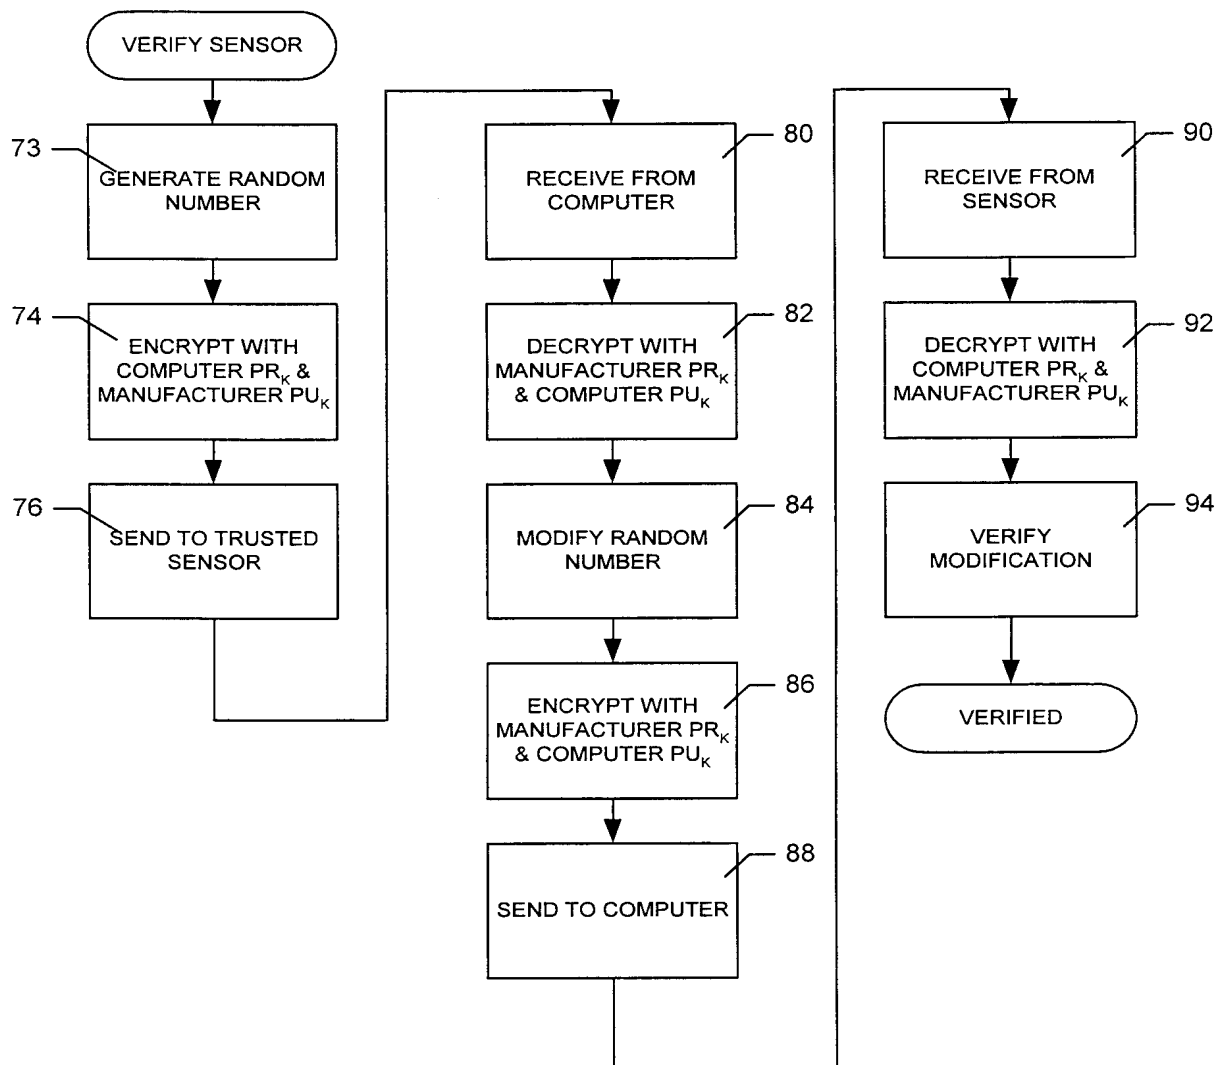 VERIFY SENSOR
73
GENERATE RANDOM
NUMBER
74
ENCRYPT WITH
COMPUTER PRK &
MANUFACTURER PUK
76
SEND TO TRUSTED
SENSOR
80
RECEIVE FROM
COMPUTER
82
DECRYPT WITH
MANUFACTURER PRK
& COMPUTER PUK
84
MODIFY RANDOM
NUMBER
86
ENCRYPT WITH
MANUFACTURER PRK
& COMPUTER PUK
88
SEND TO COMPUTER
90
RECEIVE FROM
SENSOR
92
DECRYPT WITH
COMPUTER PRK &
MANUFACTURER PUK
94
VERIFY
MODIFICATION
VERIFIED